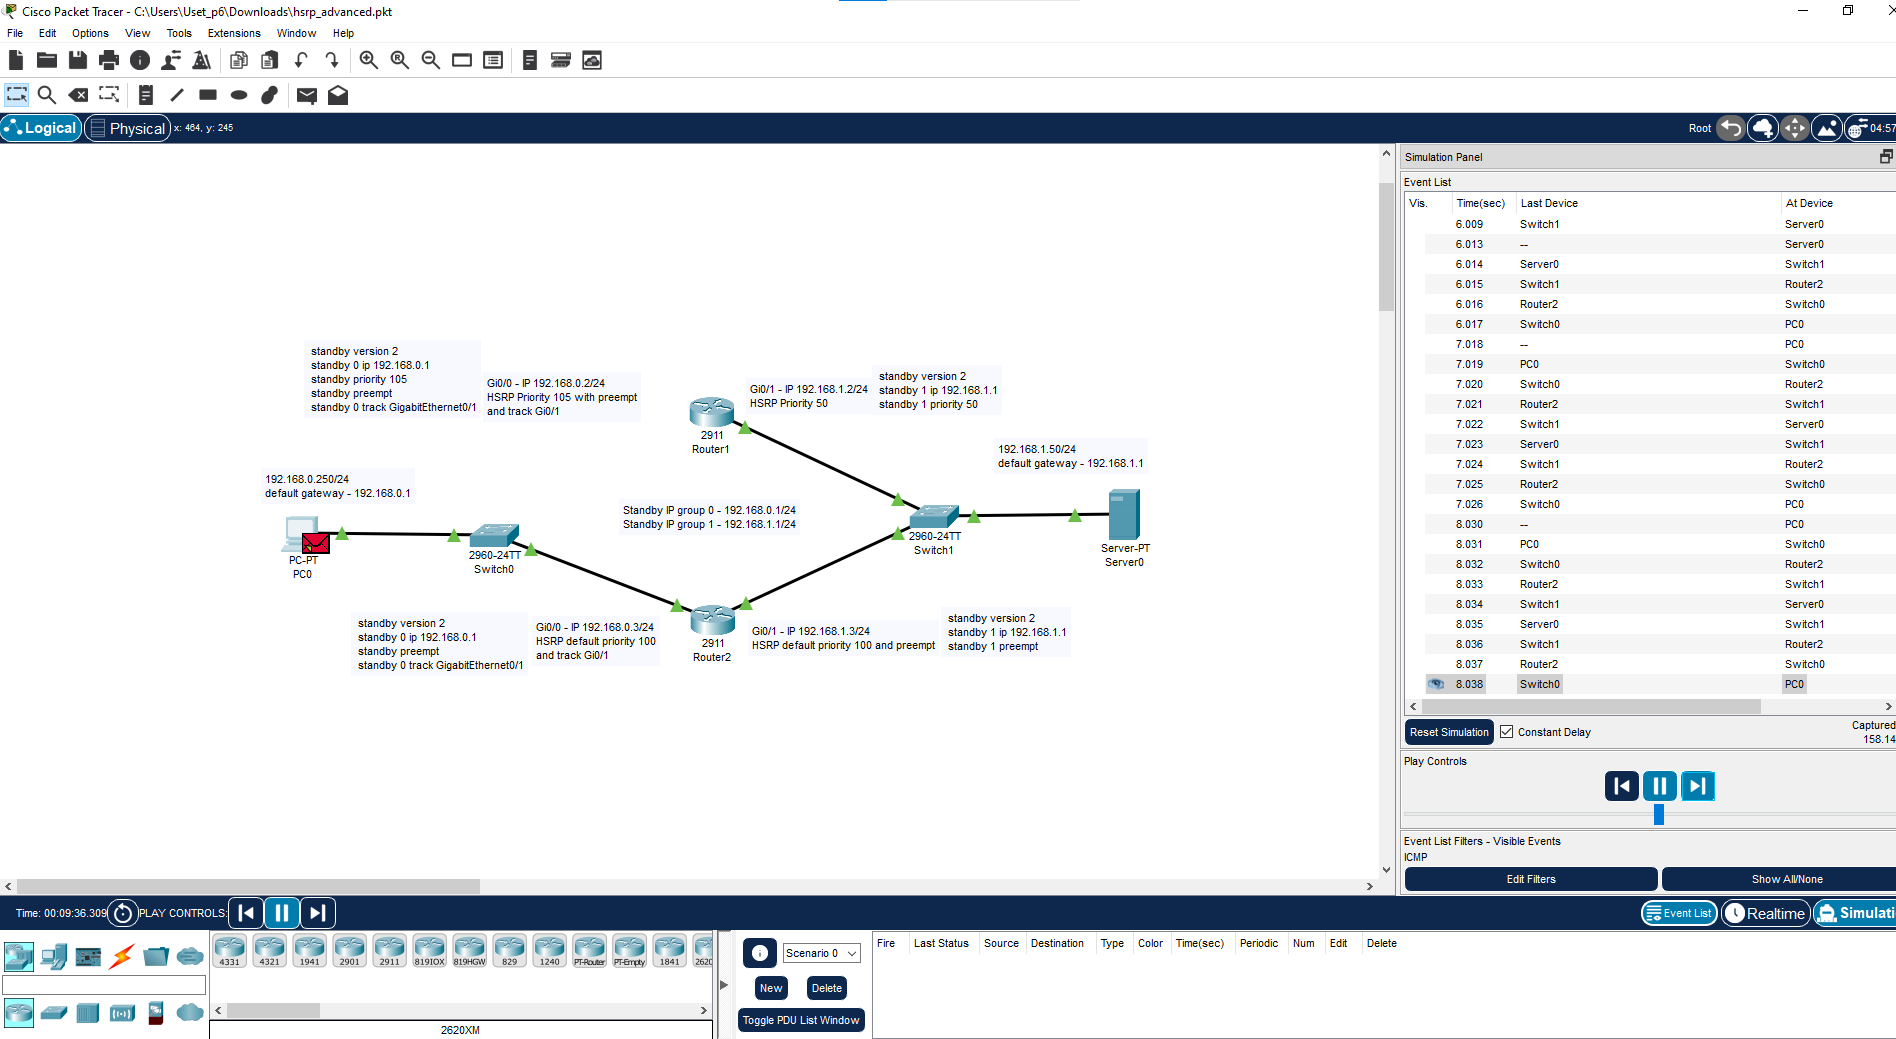 Cisco Packet Tracer - C:\Users\Uset_p6\Downloads\hsrp_advanced.pkt
File Edit Options View Tools Extensions Window Help
Logical Physical x: 464, y: 245
Root 04:57
standby version 2
standby 0 ip 192.168.0.1
standby priority 105
standby preempt
standby 0 track GigabitEthernet0/1
Gi0/0 - IP 192.168.0.2/24
HSRP Priority 105 with preempt
and track Gi0/1
2911
Router1
Gi0/1 - IP 192.168.1.2/24
HSRP Priority 50
standby version 2
standby 1 ip 192.168.1.1
standby 1 priority 50
192.168.1.50/24
default gateway - 192.168.1.1
192.168.0.250/24
default gateway - 192.168.0.1
Standby IP group 0 - 192.168.0.1/24
Standby IP group 1 - 192.168.1.1/24
PC-PT
PC0
2960-24TT
Switch0
2960-24TT
Switch1
Server-PT
Server0
standby version 2
standby 0 ip 192.168.0.1
standby preempt
standby 0 track GigabitEthernet0/1
Gi0/0 - IP 192.168.0.3/24
HSRP default priority 100
and track Gi0/1
2911
Router2
Gi0/1 - IP 192.168.1.3/24
HSRP default priority 100 and preempt
standby version 2
standby 1 ip 192.168.1.1
standby 1 preempt
Simulation Panel
Event List
Vis. Time(sec) Last Device At Device
6.009 Switch1 Server0
6.013 -- Server0
6.014 Server0 Switch1
6.015 Switch1 Router2
6.016 Router2 Switch0
6.017 Switch0 PC0
7.018 -- PC0
7.019 PC0 Switch0
7.020 Switch0 Router2
7.021 Router2 Switch1
7.022 Switch1 Server0
7.023 Server0 Switch1
7.024 Switch1 Router2
7.025 Router2 Switch0
7.026 Switch0 PC0
8.030 -- PC0
8.031 PC0 Switch0
8.032 Switch0 Router2
8.033 Router2 Switch1
8.034 Switch1 Server0
8.035 Server0 Switch1
8.036 Switch1 Router2
8.037 Router2 Switch0
8.038 Switch0 PC0
Reset Simulation Constant Delay Captured
158.14
Play Controls
Event List Filters - Visible Events
ICMP
Edit Filters Show All/None
Time: 00:09:36.309 PLAY CONTROLS: Event List Realtime Simulati
4331 4321 1941 2901 2911 819IOX 819HGW 829 1240 PT-Router PT-Empty 1841 2620
2620XM
Scenario 0
New Delete
Toggle PDU List Window
Fire Last Status Source Destination Type Color Time(sec) Periodic Num Edit Delete